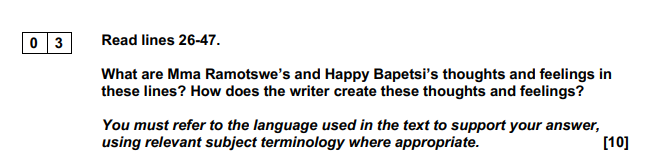 0 3 Read lines 26-47.
What are Mma Ramotswe's and Happy Bapetsi's thoughts and feelings in
these lines? How does the writer create these thoughts and feelings?
You must refer to the language used in the text to support your answer,
using relevant subject terminology where appropriate. [10]